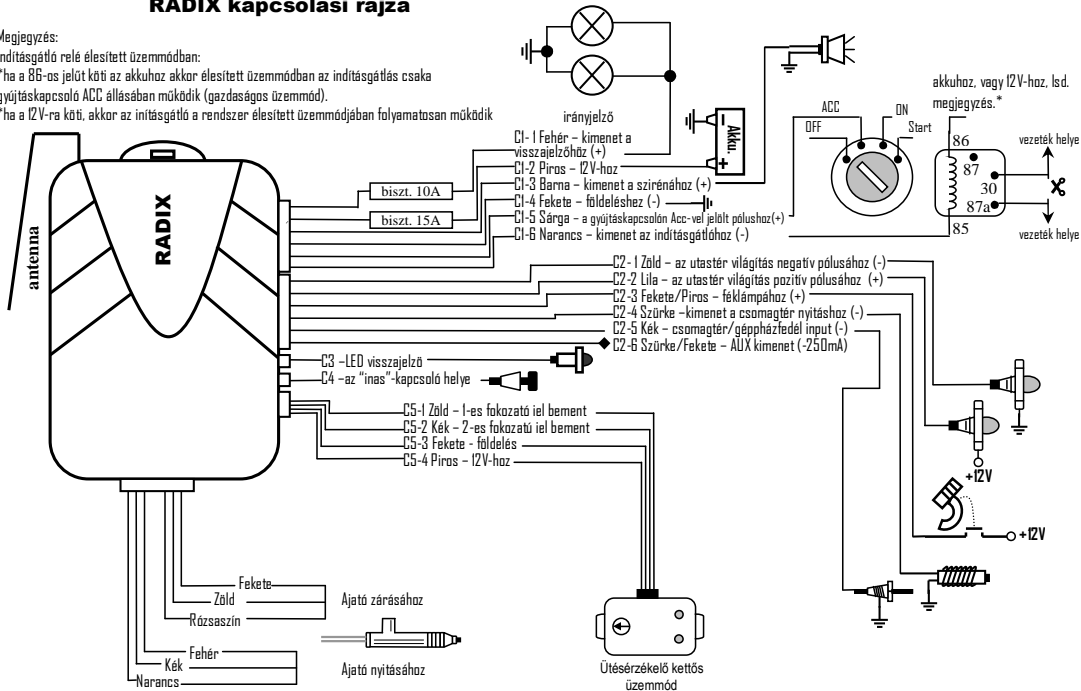 RADIX kapcsolási rajza
Megjegyzés:
indításgátló relé élesített üzemmódban:
*ha a 86-os jelűt köti az akkuhoz akkor élesített üzemmódban az indításgátlás csaka
gyújtáskapcsoló ACC állásában működik (gazdaságos üzemmód).
*ha a 12V-ra köti, akkor az inításgátló a rendszer élesített üzemmódjában folyamatosan működik
irányjelző
Akku.
- +
akkuhoz, vagy 12V-hoz, lsd.
megjegyzés.*
OFF
ACC
ON
Start
86
87
30
87a
85
vezeték helye
vezeték helye
antenna
RADIX
biszt. 10A
biszt. 15A
C1- 1 Fehér – kimenet a
visszajelzőhöz (+)
C1-2 Piros – 12V-hoz
C1-3 Barna – kimenet a szirénához (+)
C1-4 Fekete – földeléshez (-)
C1-5 Sárga – a gyújtáskapcsolón Acc-vel jelölt pólushoz(+)
C1-6 Narancs – kimenet az indításgátlóhoz (-)
C2- 1 Zöld – az utastér világítás negatív pólusához (-)
C2-2 Lila – az utastér világítás pozitív pólusához (+)
C2-3 Fekete/Piros – féklámpához (+)
C2-4 Szürke –kimenet a csomagtér nyitáshoz (-)
C2-5 Kék – csomagtér/géppházfedél input (-)
C2-6 Szürke/Fekete – AUX kimenet (-250mA)
C3 –LED visszajelző
C4 –az "inas"-kapcsoló helye
C5-1 Zöld – 1-es fokozató iel bement
C5-2 Kék – 2-es fokozatú iel bement
C5-3 Fekete - földelés
C5-4 Piros – 12V-hoz
+12V
+12V
Fekete
Zöld
Rózsaszín
Ajató zárásához
Fehér
Kék
Narancs
Ajató nyitásához
Ütésérzékelő kettős
üzemmód